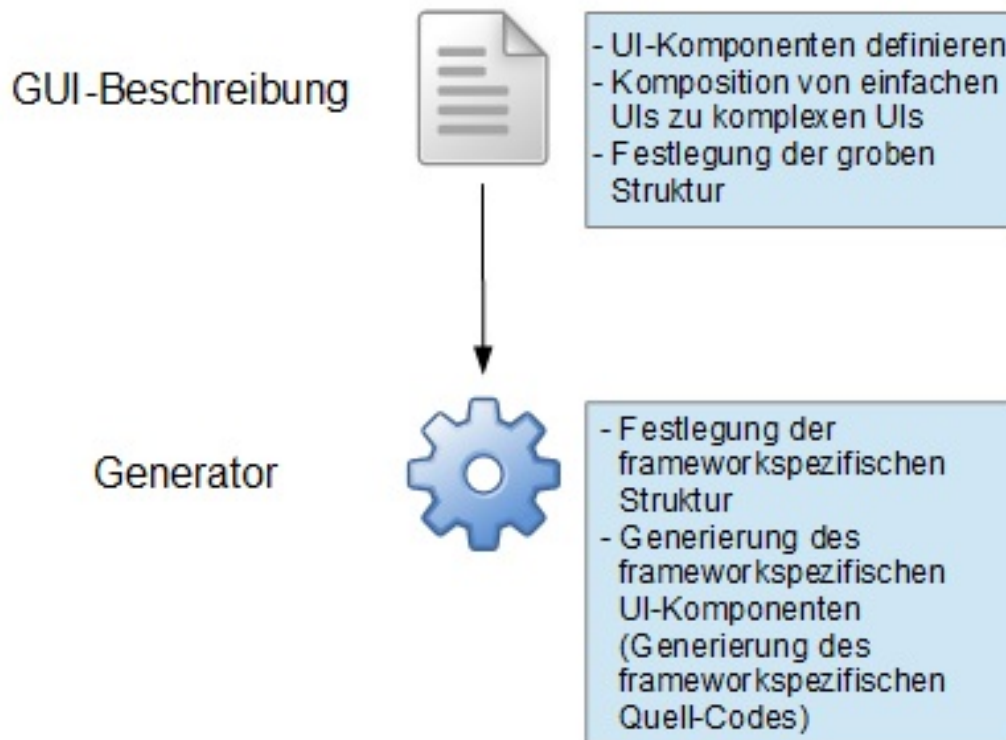 GUI-Beschreibung
- UI-Komponenten definieren
- Komposition von einfachen
UIs zu komplexen UIs
- Festlegung der groben
Struktur
Generator
- Festlegung der
frameworkspezifischen
Struktur
- Generierung des
frameworkspezifischen
UI-Komponenten
(Generierung des
frameworkspezifischen
Quell-Codes)